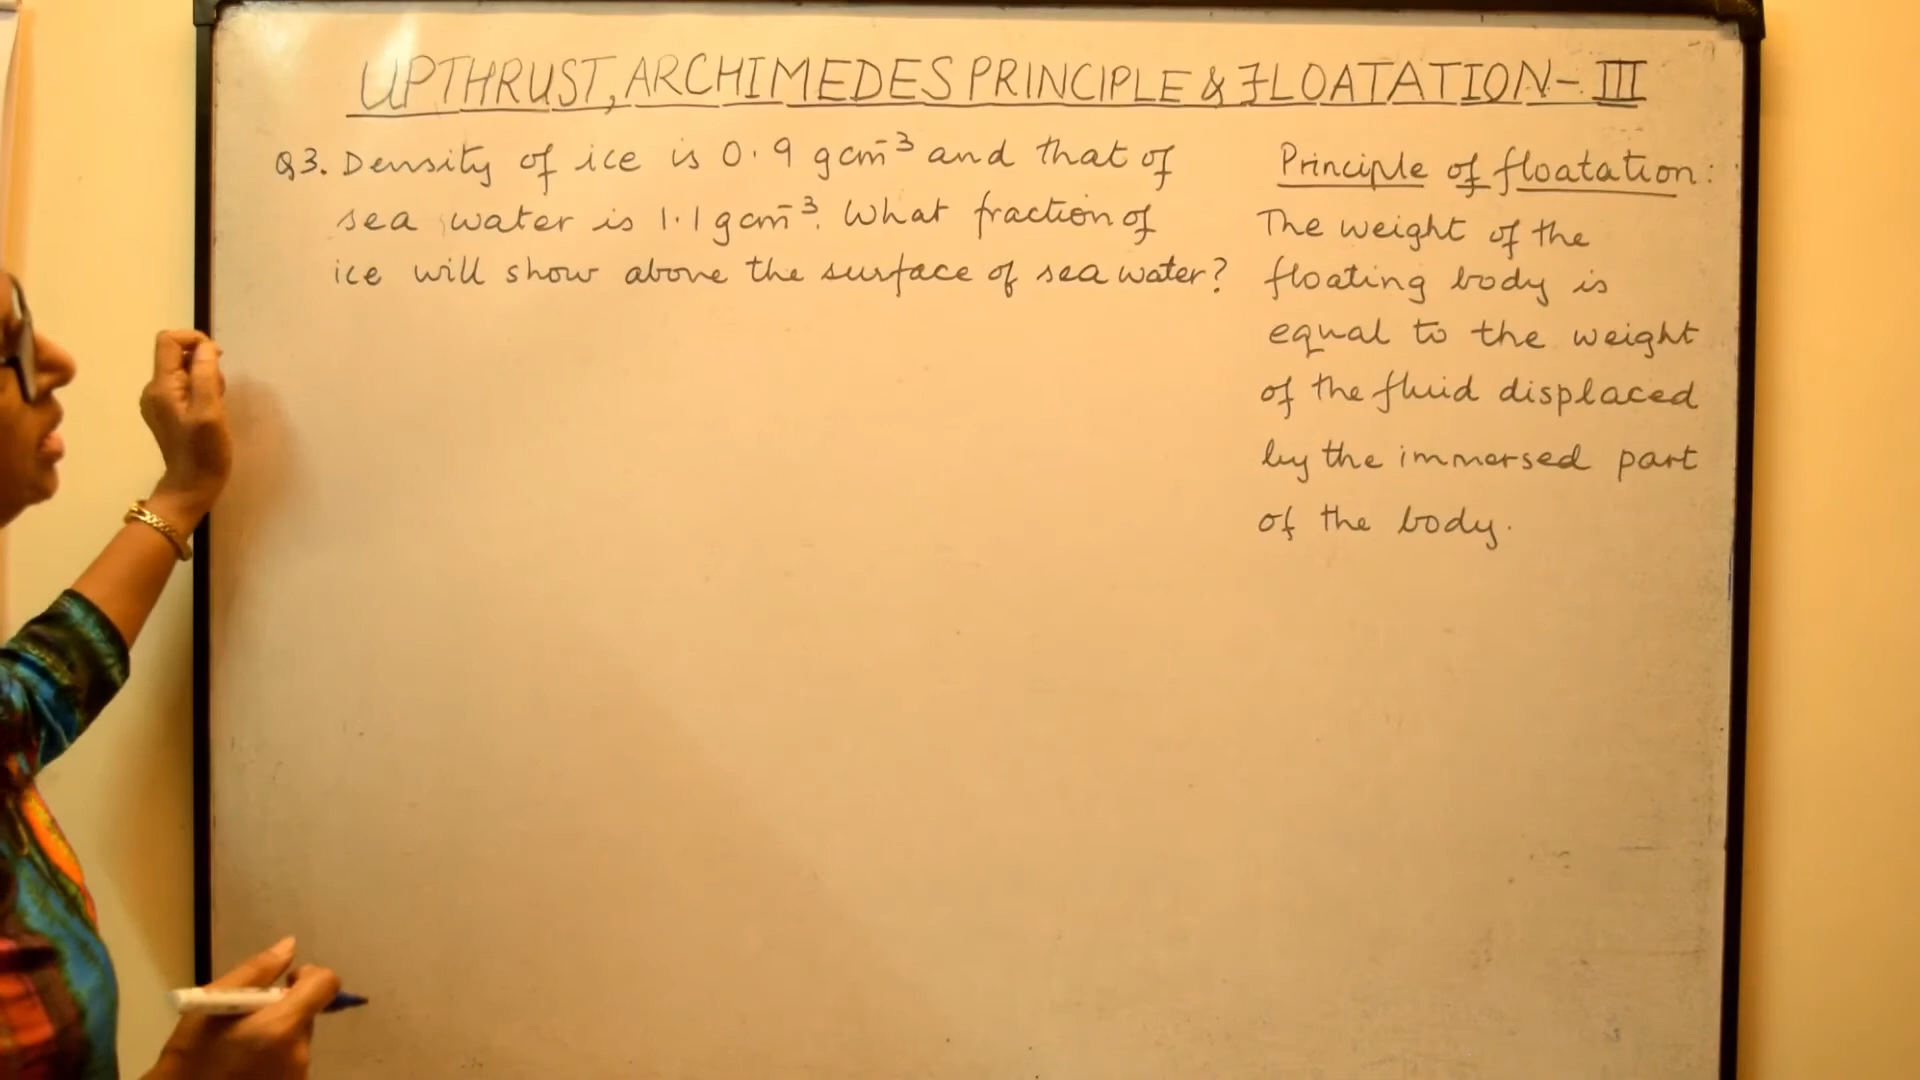 UPTHRUST, ARCHIMEDES PRINCIPLE & FLOATATION - III
Q3. Density of ice is 0.9 g cm⁻³ and that of
sea water is 1.1 g cm⁻³. What fraction of
ice will show above the surface of sea water?
Principle of floatation:
The weight of the
floating body is
equal to the weight
of the fluid displaced
by the immersed part
of the body.